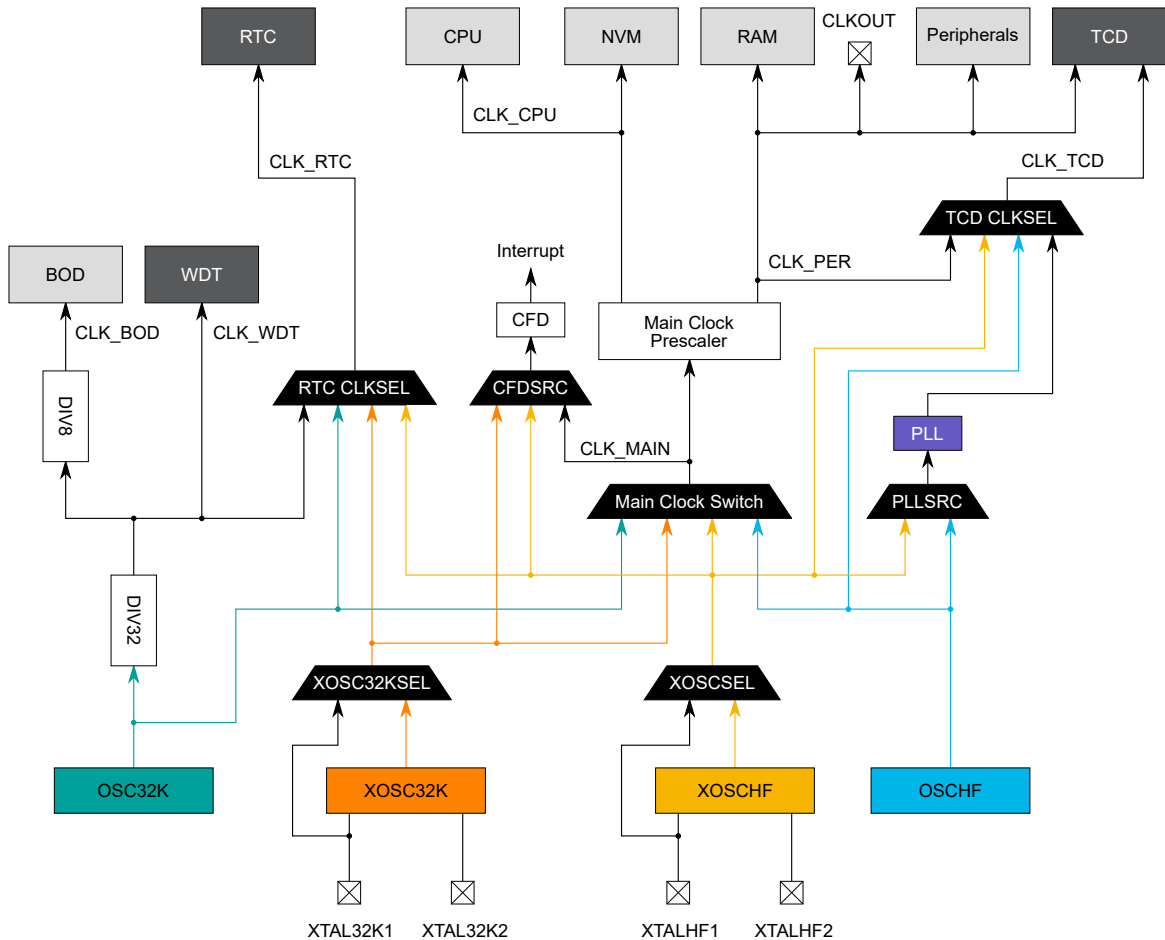 CLKOUT
RTC
CPU
NVM
RAM
Peripherals
TCD
CLK_CPU
CLK_RTC
CLK_TCD
TCD CLKSEL
Interrupt
BOD
WDT
CLK_PER
CFD
Main Clock
Prescaler
CLK_BOD
CLK_WDT
RTC CLKSEL
CFDSRC
DIV8
PLL
CLK_MAIN
Main Clock Switch
PLLSRC
DIV32
XOSC32KSEL
XOSCSEL
OSC32K
XOSC32K
XOSCHF
OSCHF
XTAL32K1
XTAL32K2
XTALHF1
XTALHF2